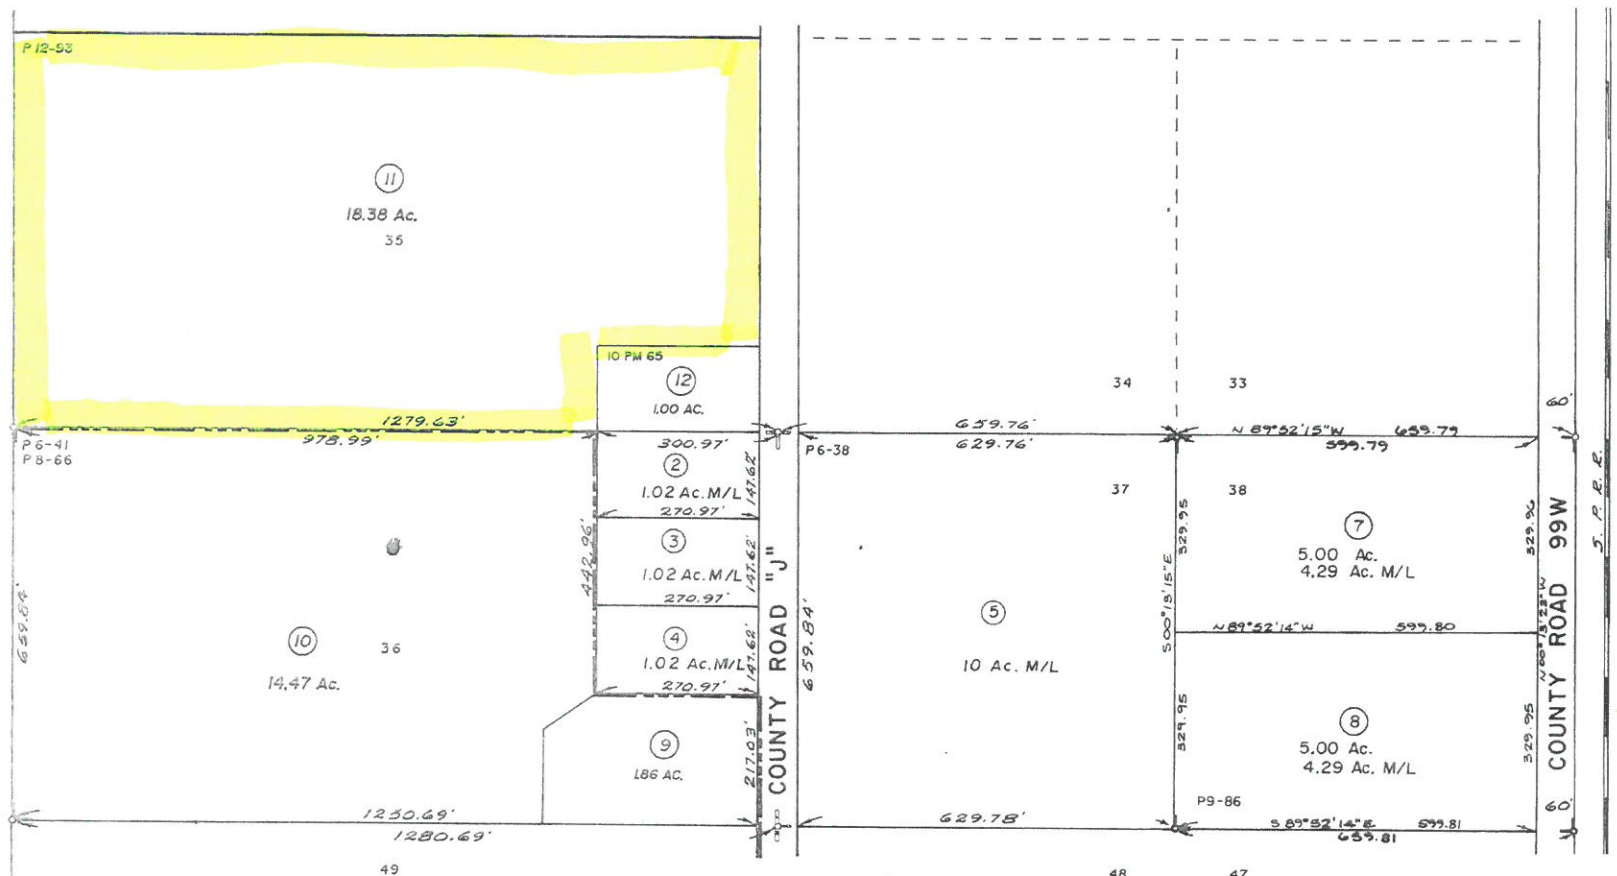 P 12-93
11
18.38 Ac.
35
10 PM 65
12
1.00 AC.
34
33
60'
1279.63'
978.99'
300.97'
659.76'
629.76'
N 89°52'15"W
659.79
599.79
P 6-41
P 8-66
P6-38
2
1.02 Ac. M/L
147.62'
270.97'
37
38
3
1.02 Ac. M/L
147.62'
270.97'
442.96'
329.95
7
5.00 Ac.
4.29 Ac. M/L
329.96
S 00°13'15"E
N 89°52'14"W
599.80
N 00°13'22"W
659.84'
10
36
14.47 Ac.
4
1.02 Ac. M/L
147.62'
270.97'
COUNTY ROAD "J"
659.84'
5
10 Ac. M/L
COUNTY ROAD 99W
S. P. R. R.
9
1.86 AC.
217.03'
329.95
8
5.00 Ac.
4.29 Ac. M/L
329.95
P9-86
60'
1250.69'
1280.69'
629.78'
S 89°52'14"E
599.81
659.81
49
48
47